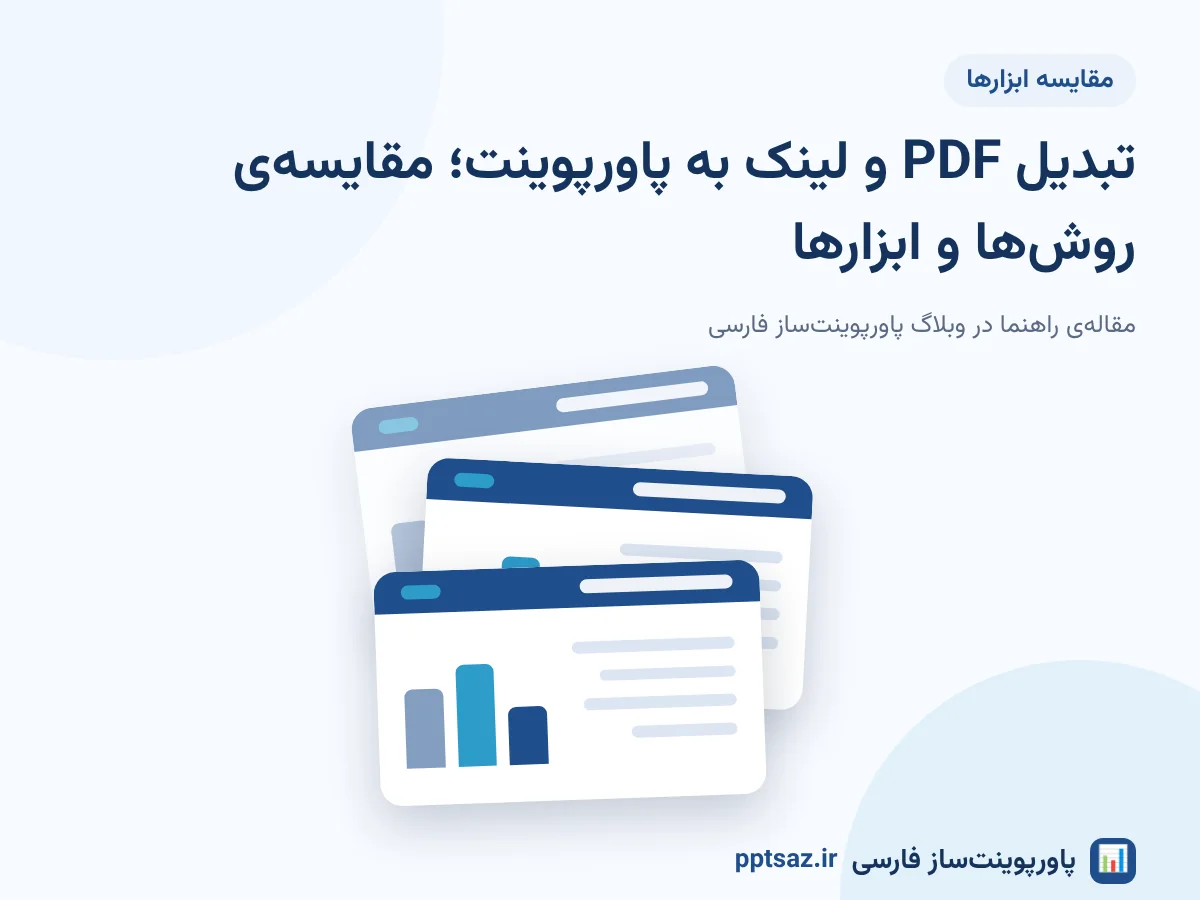 مقایسه ابزارها
تبدیل PDF و لینک به پاورپوینت؛ مقایسه‌ی
روش‌ها و ابزارها
مقاله‌ی راهنما در وبلاگ پاورپوینت‌ساز فارسی
پاورپوینت‌ساز فارسی pptsaz.ir